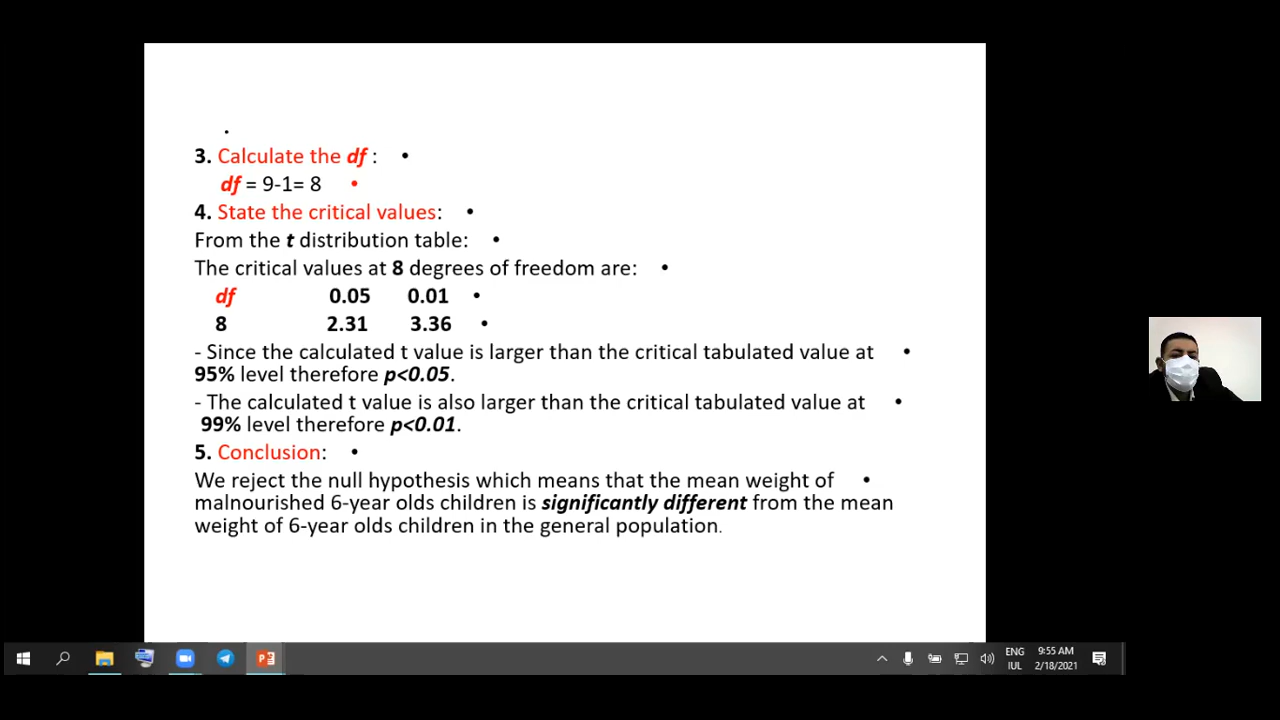 3. Calculate the df : •
df = 9-1= 8 •
4. State the critical values: •
From the t distribution table: •
The critical values at 8 degrees of freedom are: •
df 0.05 0.01 •
8 2.31 3.36 •
- Since the calculated t value is larger than the critical tabulated value at •
95% level therefore p<0.05.
- The calculated t value is also larger than the critical tabulated value at •
99% level therefore p<0.01.
5. Conclusion: •
We reject the null hypothesis which means that the mean weight of •
malnourished 6-year olds children is significantly different from the mean
weight of 6-year olds children in the general population.
ENG 9:55 AM
IUL 2/18/2021